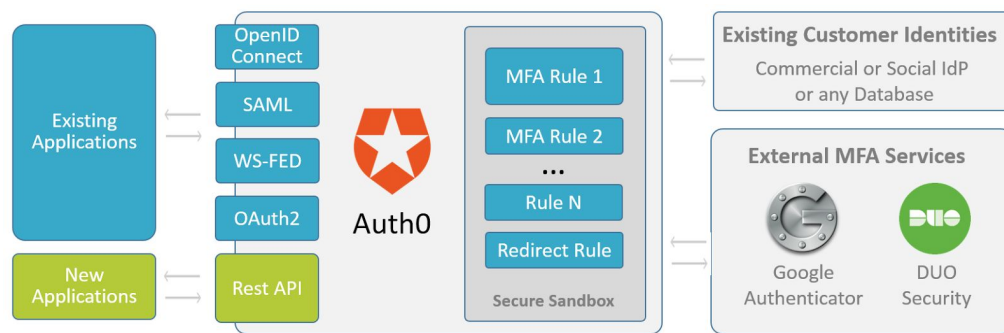 Existing
Applications
New
Applications
OpenID
Connect
SAML
WS-FED
OAuth2
Rest API
Auth0
MFA Rule 1
MFA Rule 2
...
Rule N
Redirect Rule
Secure Sandbox
Existing Customer Identities
Commercial or Social IdP
or any Database
External MFA Services
Google
Authenticator
DUO
DUO
Security